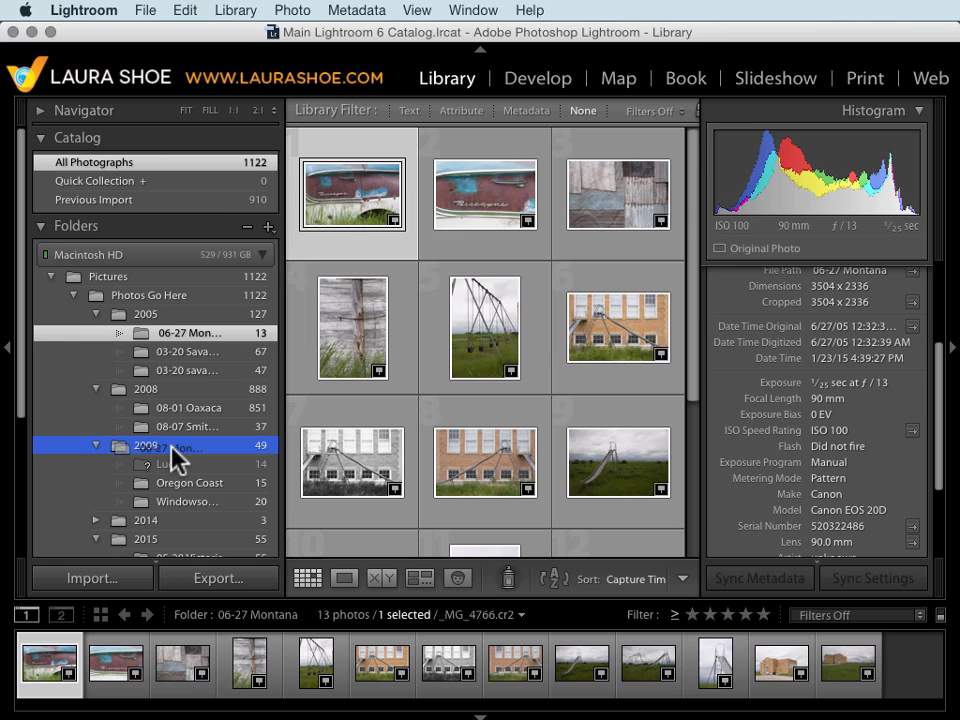 Lightroom File Edit Library Photo Metadata View Window Help
Main Lightroom 6 Catalog.lrcat - Adobe Photoshop Lightroom - Library
LAURA SHOE WWW.LAURASHOE.COM Library | Develop | Map | Book | Slideshow | Print | Web
Navigator FIT FILL 1:1 2:1
Library Filter : Text Attribute Metadata None Filters Off
Histogram
Catalog
All Photographs 1122
Quick Collection + 0
Previous Import 910
Folders
Macintosh HD 529 / 931 GB
Pictures 1122
Photos Go Here 1122
2005 127
06-27 Mon... 13
03-20 Sava... 67
03-20 sava... 47
2008 888
08-01 Oaxaca 851
08-07 Smit... 37
2009 49
14
Oregon Coast 15
Windowso... 20
2014 3
2015 55
55
Import... Export...
1 2 3
7 8 9
10 12
ISO 100 90 mm f / 13 1/25 sec
Original Photo
File Path 06-27 Montana
Dimensions 3504 x 2336
Cropped 3504 x 2336
Date Time Original 6/27/05 12:32:3...
Date Time Digitized 6/27/05 12:32:39 AM
Date Time 1/23/15 4:39:27 PM
Exposure 1/25 sec at f / 13
Focal Length 90 mm
Exposure Bias 0 EV
ISO Speed Rating ISO 100
Flash Did not fire
Exposure Program Manual
Metering Mode Pattern
Make Canon
Model Canon EOS 20D
Serial Number 520322486
Lens 90.0 mm
Sync Metadata Sync Settings
Sort: Capture Tim
1 2 Folder : 06-27 Montana 13 photos / 1 selected / _MG_4766.cr2 Filter : ≥ ★★★★★ Filters Off